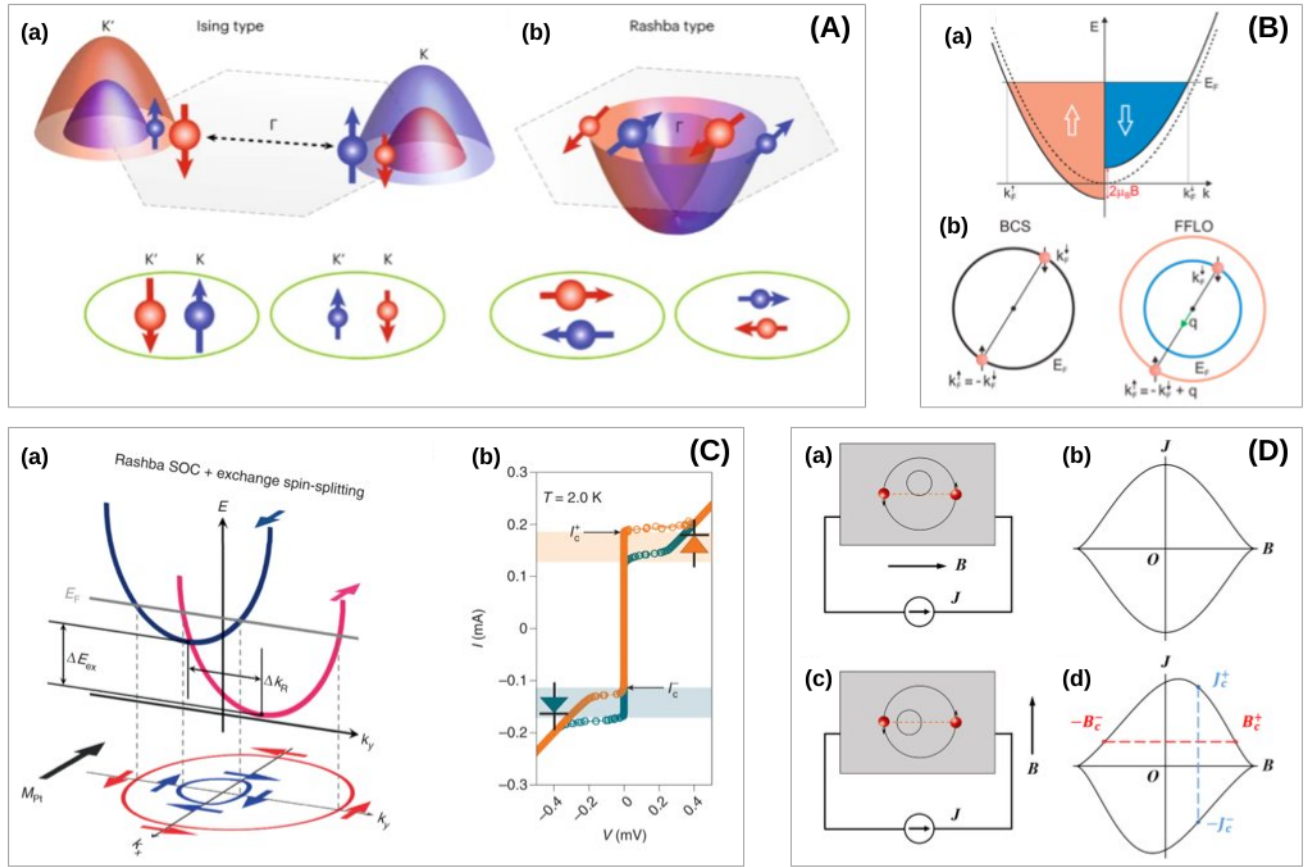 (A)
(a)
Ising type
K'
K
Γ
(b)
Rashba type
Γ
K' K
K' K
(B)
(a)
E
E_F
2μ_BB
k_F^↑
k_F^↓
k
(b)
BCS
k_F^↓
E_F
k_F^↑ = -k_F^↓
FFLO
k_F^↓
q
E_F
k_F^↑ = -k_F^↓ + q
(C)
(a)
Rashba SOC + exchange spin-splitting
E
E_F
ΔE_ex
Δk_R
k_y
M_Pt
k_y
k_x
(b)
T = 2.0 K
I_c^+
I_c^-
I (mA)
0.3
0.2
0.1
0
−0.1
−0.2
−0.3
−0.4
−0.2
0
0.2
0.4
V (mV)
(D)
(a)
B
J
(b)
J
O
B
(c)
B
J
(d)
J
J_c^+
-B_c^-
B_c^+
O
B
-J_c^-